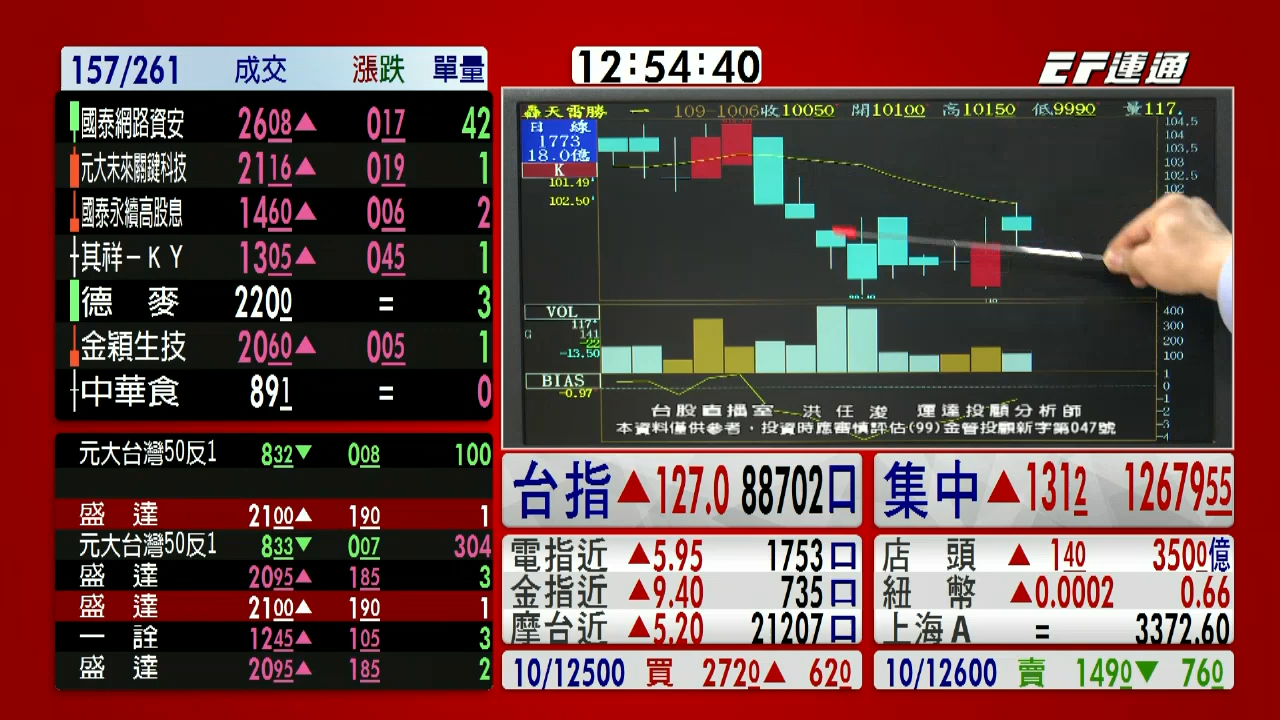 157/261 成交 漲跌 單量
國泰網路資安 2608▲ 017 42
元大未來關鍵科技 2116▲ 019 1
國泰永續高股息 1460▲ 006 2
其祥－KY 1305▲ 045 1
德 麥 2200 = 3
金穎生技 2060▲ 005 1
中華食 891 = 0
元大台灣50反1 832▼ 008 100
盛 達 2100▲ 190 1
元大台灣50反1 833▼ 007 304
盛 達 2095▲ 185 3
盛 達 2100▲ 190 1
一 詮 1245▲ 105 3
盛 達 2095▲ 185 2
12:54:40
EF運通
轟天雷勝 一 109-1006收10050 開10100 高10150 低9990 量117
日 線
1773
18.0億
K
101.49
102.50
104.5
104
103.5
103
102.5
102
VOL
117
G 141
-22
-13.50
400
300
200
100
BIAS
-0.97
1
0
-1
-2
-3
-4
台股直播室 洪任浚 運達投顧分析師
本資料僅供參考，投資時應審慎評估(99)金管投顧新字第047號
台指▲127.0 88702口
電指近 ▲5.95 1753口
金指近 ▲9.40 735口
摩台近 ▲5.20 21207口
10/12500 買 2720▲ 620
集中▲1312 1267955
店 頭 ▲ 140 3500億
紐 幣 ▲0.0002 0.66
上海A = 3372.60
10/12600 賣 1490▼ 760